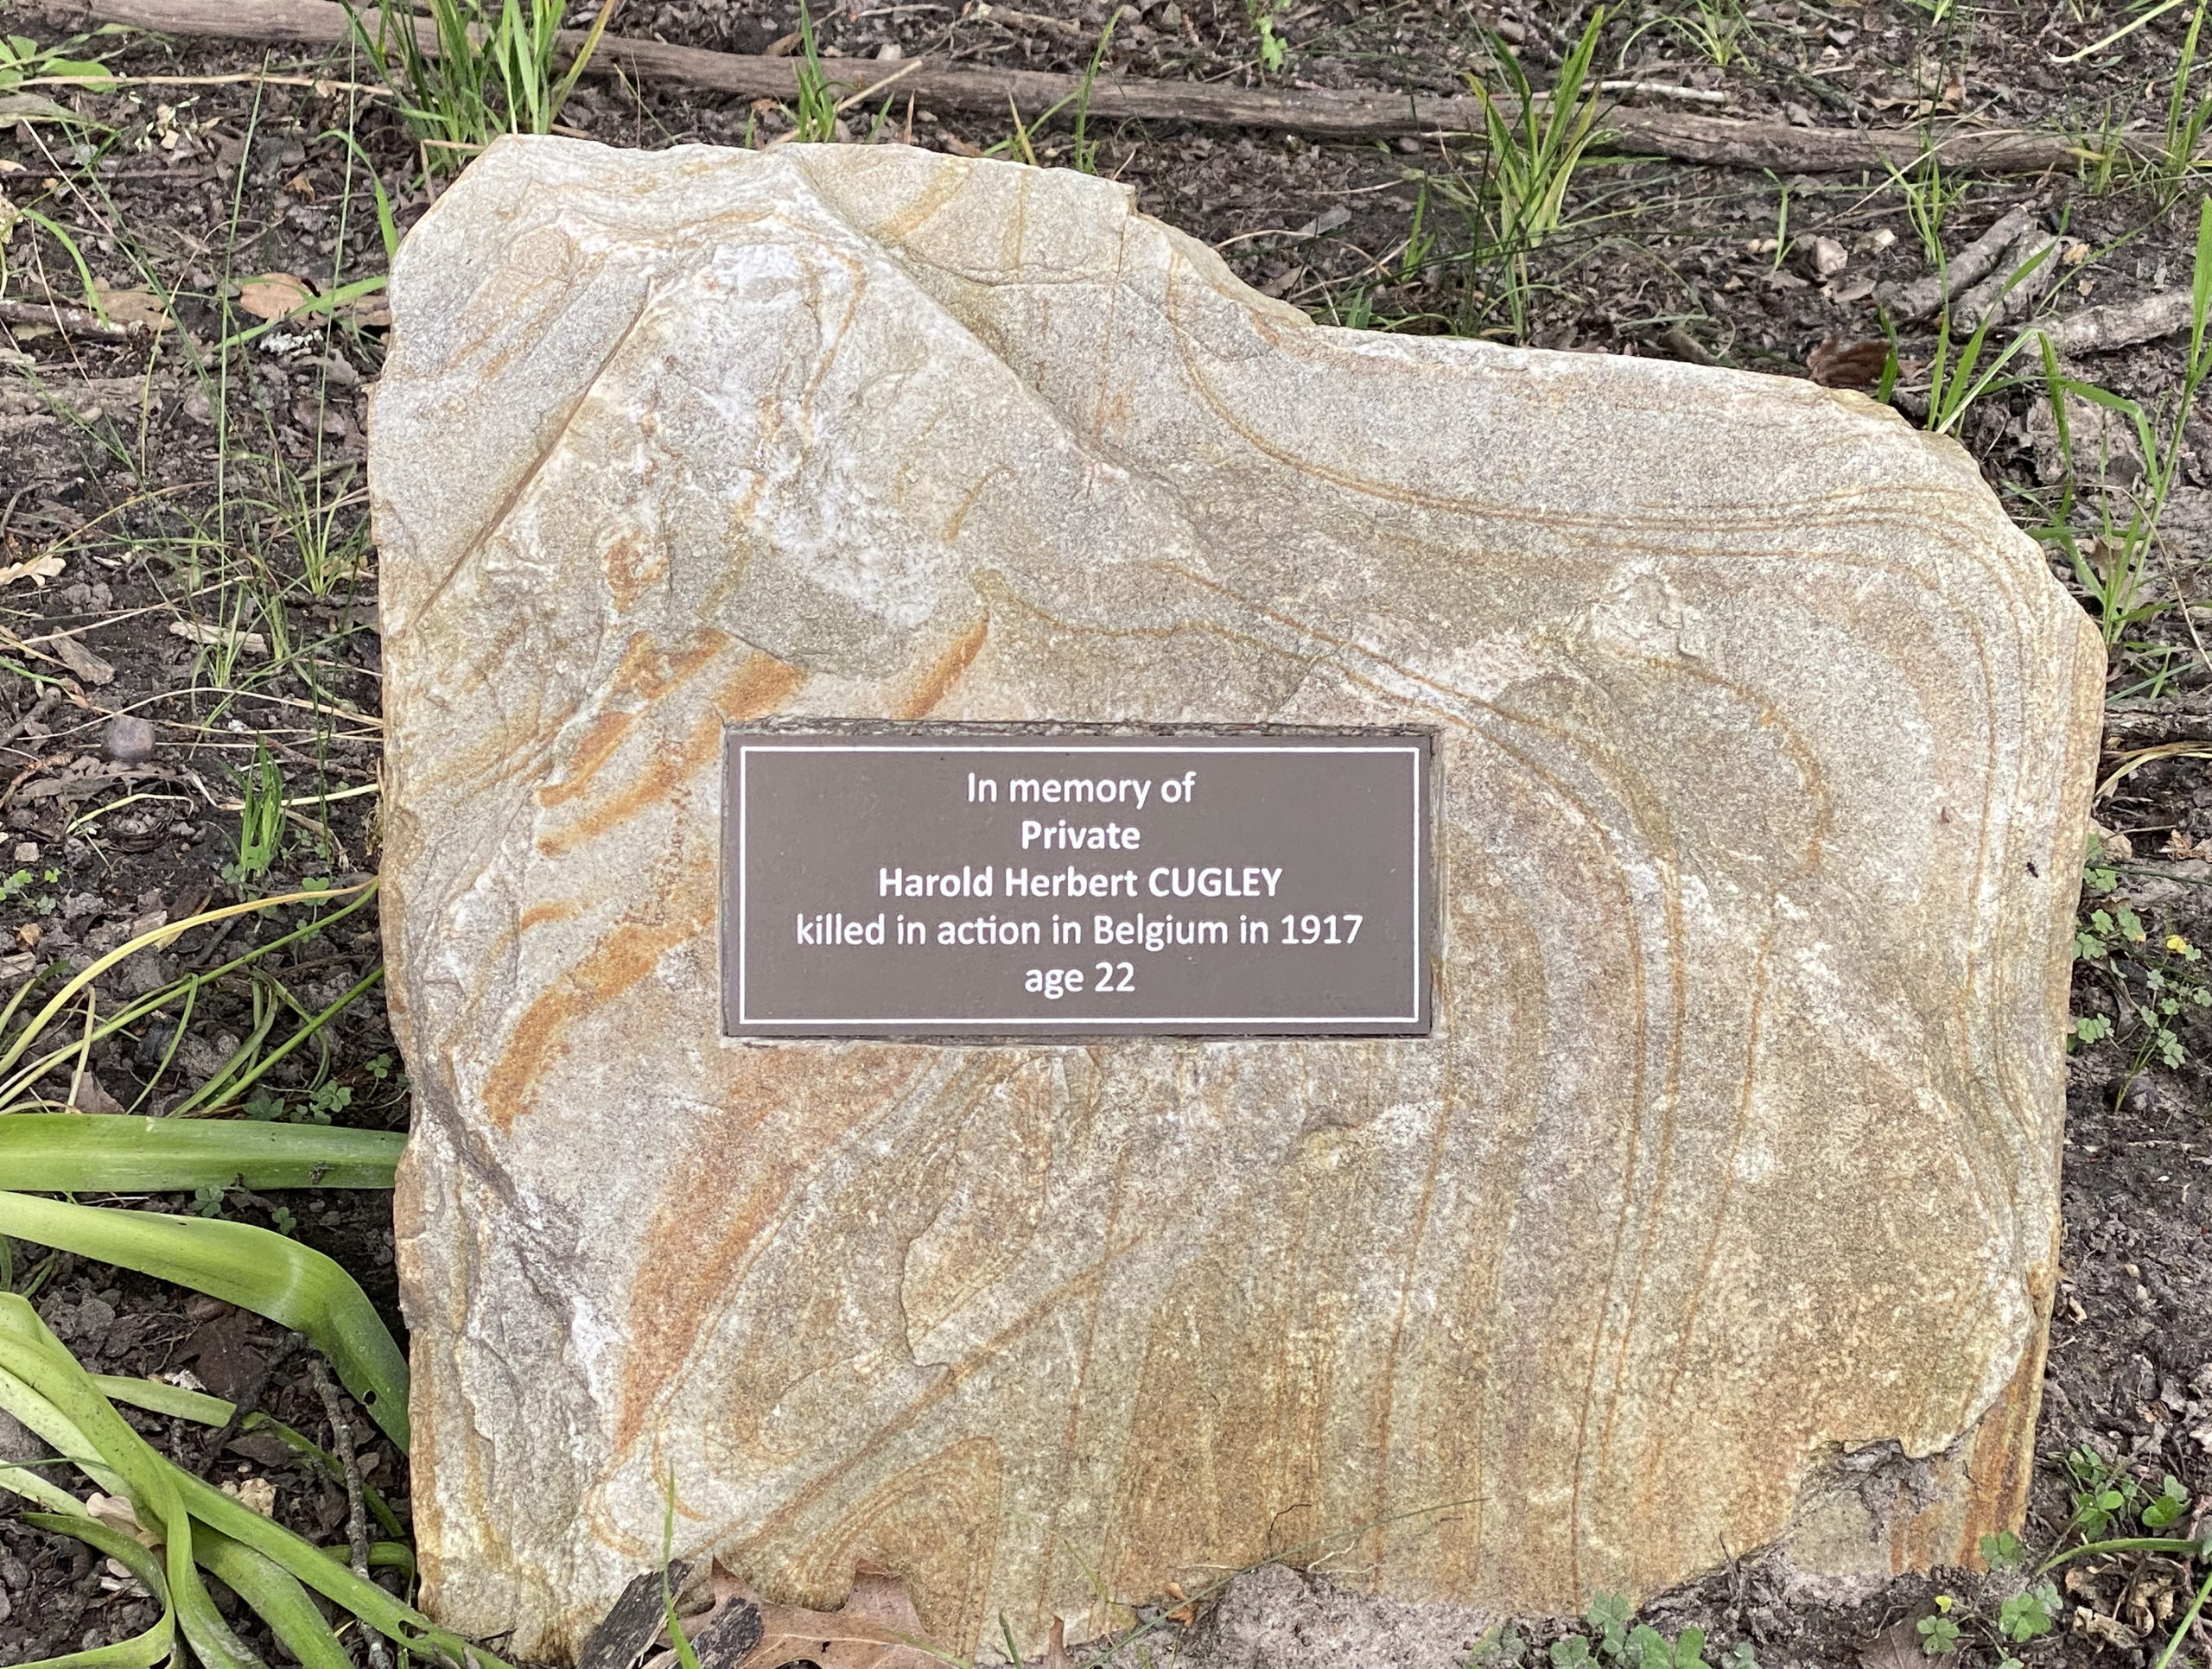 In memory of
Private
Harold Herbert CUGLEY
killed in action in Belgium in 1917
age 22